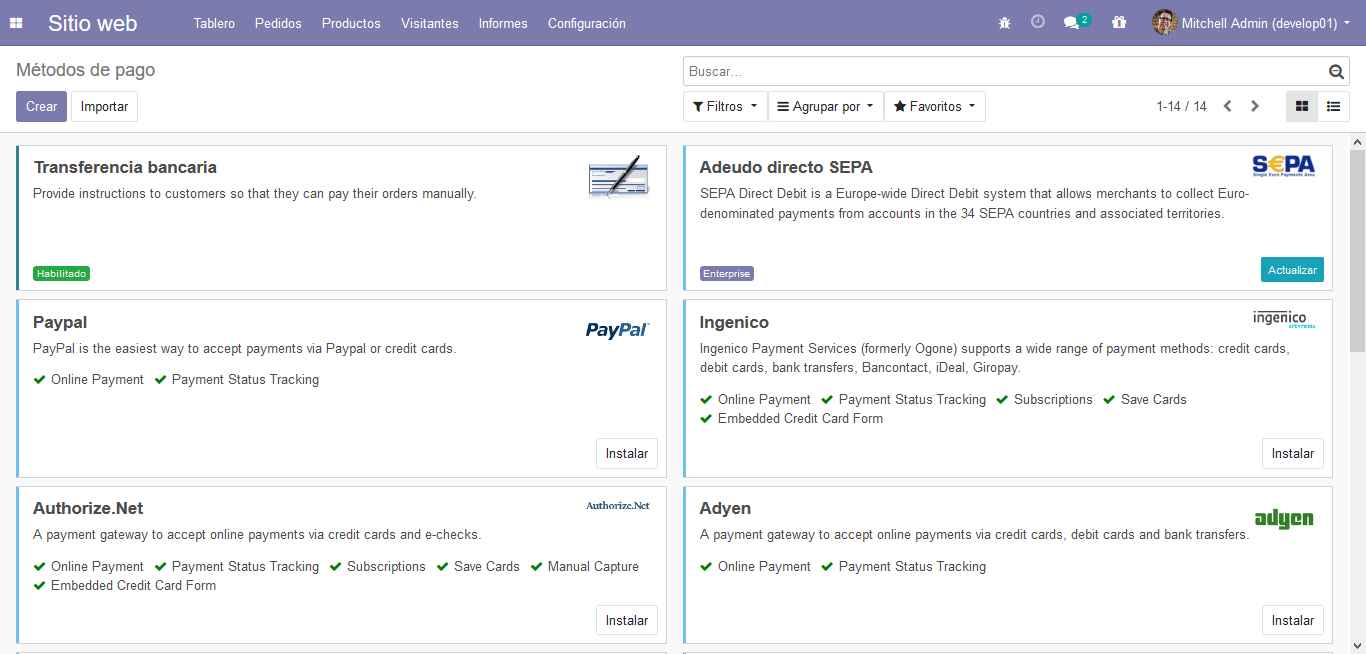 Sitio web Tablero Pedidos Productos Visitantes Informes Configuración 2 Mitchell Admin (develop01)
Métodos de pago
Buscar...
Crear Importar
Filtros Agrupar por Favoritos 1-14 / 14
Transferencia bancaria
Provide instructions to customers so that they can pay their orders manually.
Habilitado
Adeudo directo SEPA
SEPA
Single Euro Payments Area
SEPA Direct Debit is a Europe-wide Direct Debit system that allows merchants to collect Euro-
denominated payments from accounts in the 34 SEPA countries and associated territories.
Enterprise
Actualizar
Paypal
PayPal
PayPal is the easiest way to accept payments via Paypal or credit cards.
Online Payment Payment Status Tracking
Instalar
Ingenico
ingenico
ePayments
Ingenico Payment Services (formerly Ogone) supports a wide range of payment methods: credit cards,
debit cards, bank transfers, Bancontact, iDeal, Giropay.
Online Payment Payment Status Tracking Subscriptions Save Cards
Embedded Credit Card Form
Instalar
Authorize.Net
Authorize.Net
A payment gateway to accept online payments via credit cards and e-checks.
Online Payment Payment Status Tracking Subscriptions Save Cards Manual Capture
Embedded Credit Card Form
Instalar
Adyen
adyen
A payment gateway to accept online payments via credit cards, debit cards and bank transfers.
Online Payment Payment Status Tracking
Instalar